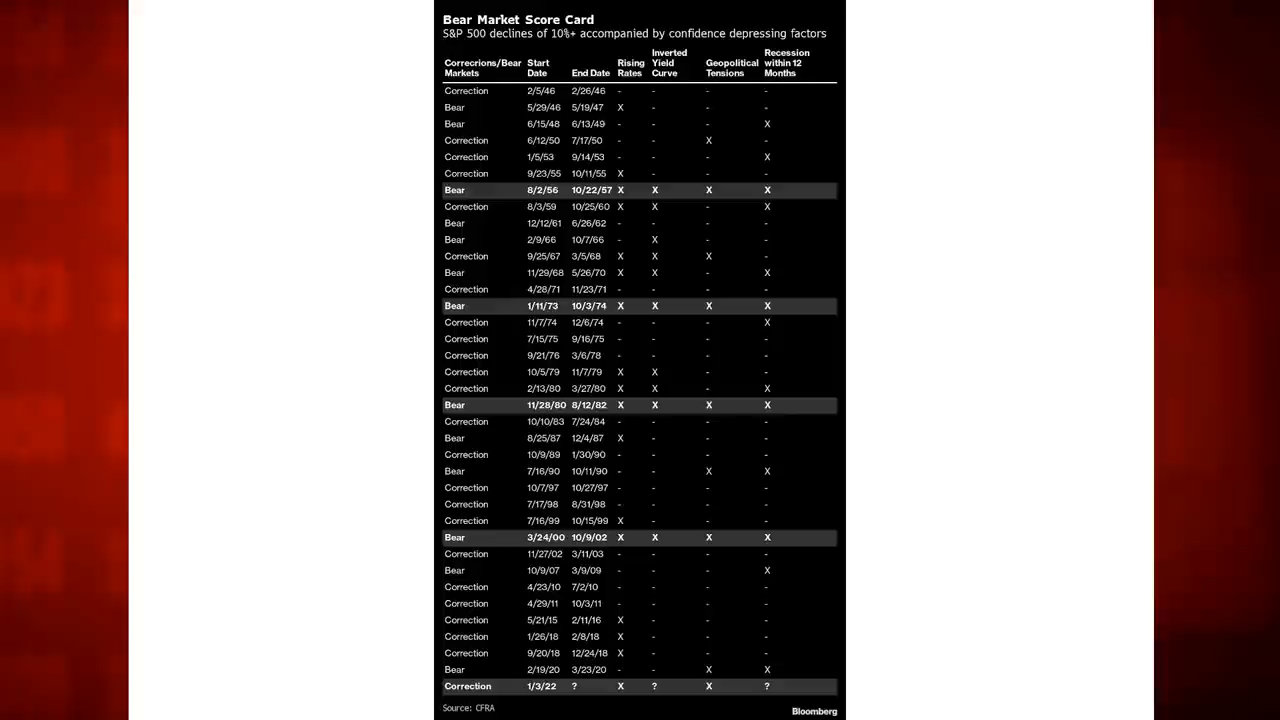 Bear Market Score Card
S&P 500 declines of 10%+ accompanied by confidence depressing factors
Correcrions/Bear Markets Start Date End Date Rising Rates Inverted Yield Curve Geopolitical Tensions Recession within 12 Months
Correction 2/5/46 2/26/46 - - - -
Bear 5/29/46 5/19/47 X - - -
Bear 6/15/48 6/13/49 - - - X
Correction 6/12/50 7/17/50 - - X -
Correction 1/5/53 9/14/53 - - - X
Correction 9/23/55 10/11/55 X - - -
Bear 8/2/56 10/22/57 X X X X
Correction 8/3/59 10/25/60 X X - X
Bear 12/12/61 6/26/62 - - - -
Bear 2/9/66 10/7/66 - X - -
Correction 9/25/67 3/5/68 X X X -
Bear 11/29/68 5/26/70 X X - X
Correction 4/28/71 11/23/71 - - - -
Bear 1/11/73 10/3/74 X X X X
Correction 11/7/74 12/6/74 - - - X
Correction 7/15/75 9/16/75 - - - -
Correction 9/21/76 3/6/78 - - - -
Correction 10/5/79 11/7/79 X X - -
Correction 2/13/80 3/27/80 X X - X
Bear 11/28/80 8/12/82 X X X X
Correction 10/10/83 7/24/84 - - - -
Bear 8/25/87 12/4/87 X - - -
Correction 10/9/89 1/30/90 - - - -
Bear 7/16/90 10/11/90 - - X X
Correction 10/7/97 10/27/97 - - - -
Correction 7/17/98 8/31/98 - - - -
Correction 7/16/99 10/15/99 X - - -
Bear 3/24/00 10/9/02 X X X X
Correction 11/27/02 3/11/03 - - - -
Bear 10/9/07 3/9/09 - - - X
Correction 4/23/10 7/2/10 - - - -
Correction 4/29/11 10/3/11 - - - -
Correction 5/21/15 2/11/16 X - - -
Correction 1/26/18 2/8/18 X - - -
Correction 9/20/18 12/24/18 X - - -
Bear 2/19/20 3/23/20 - - X X
Correction 1/3/22 ? X ? X ?
Source: CFRA
Bloomberg